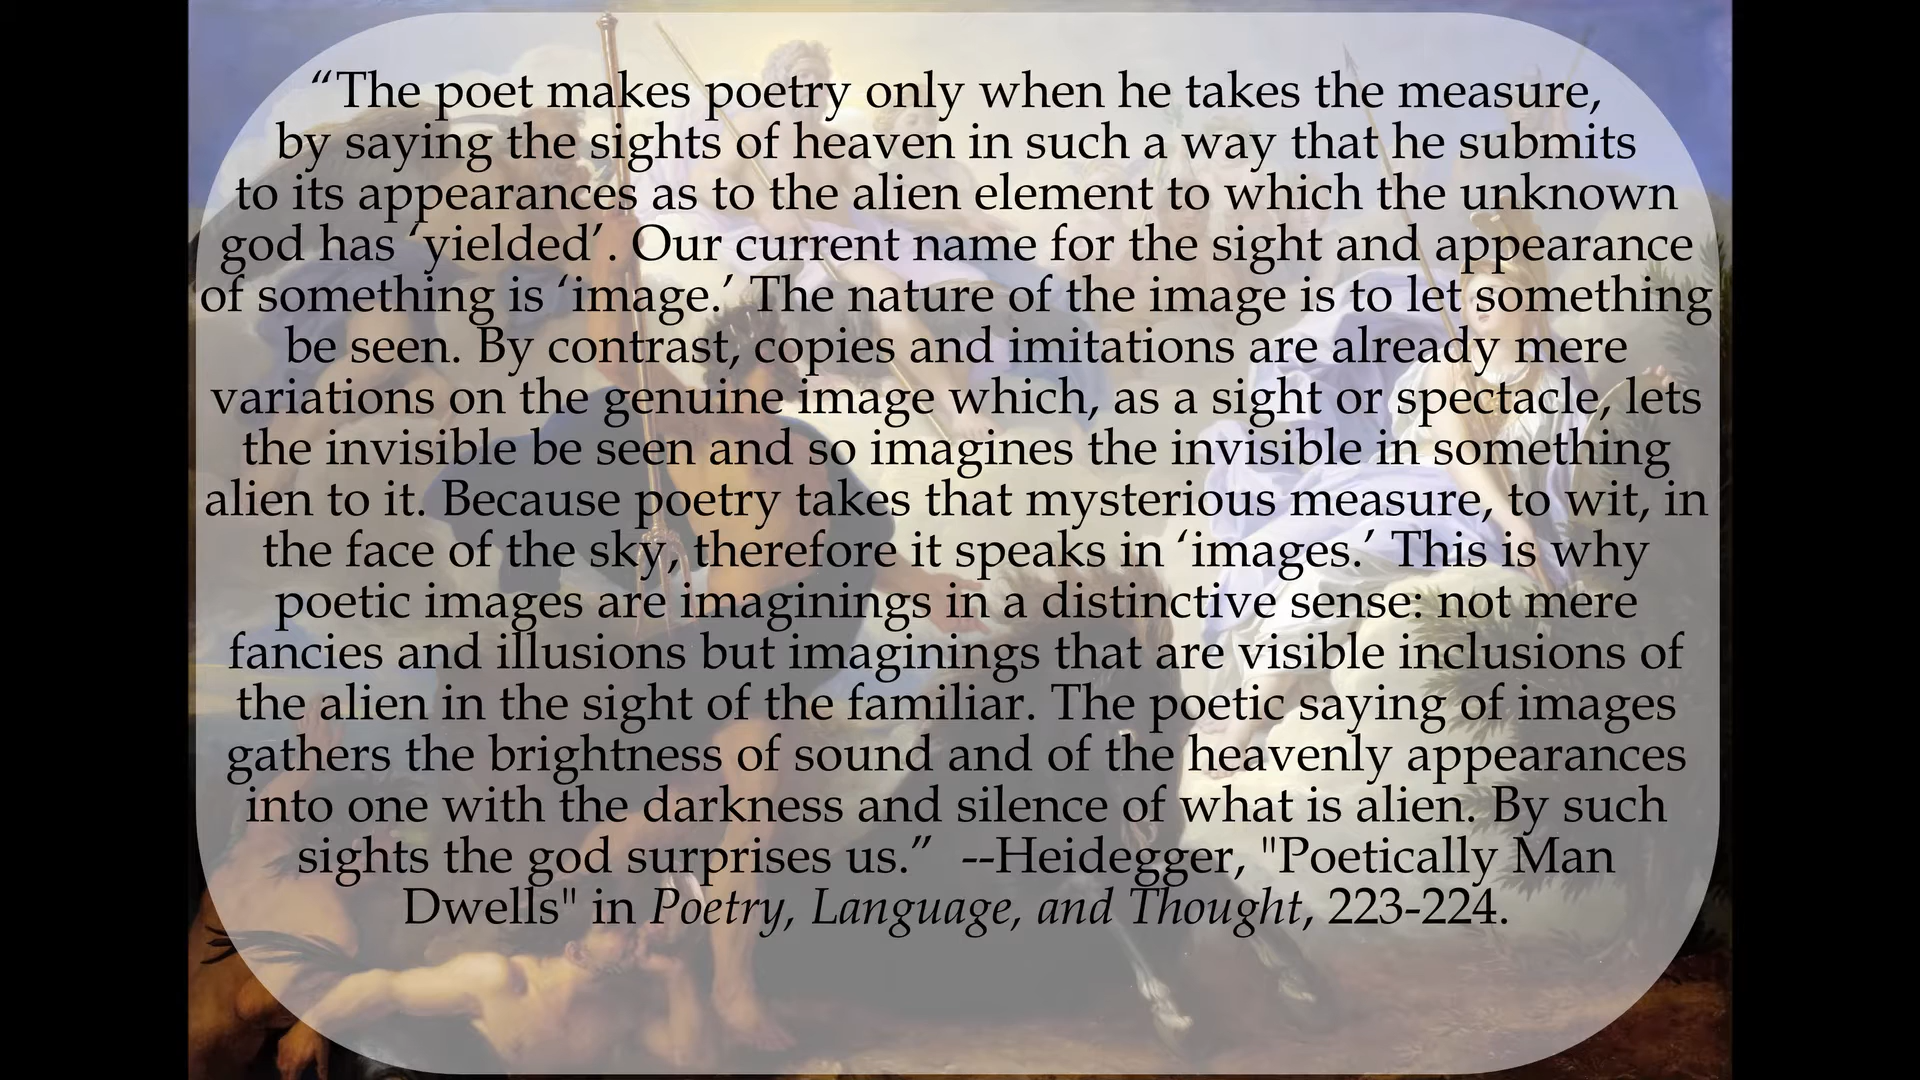 “The poet makes poetry only when he takes the measure,
by saying the sights of heaven in such a way that he submits
to its appearances as to the alien element to which the unknown
god has ‘yielded’. Our current name for the sight and appearance
of something is ‘image.’ The nature of the image is to let something
be seen. By contrast, copies and imitations are already mere
variations on the genuine image which, as a sight or spectacle, lets
the invisible be seen and so imagines the invisible in something
alien to it. Because poetry takes that mysterious measure, to wit, in
the face of the sky, therefore it speaks in ‘images.’ This is why
poetic images are imaginings in a distinctive sense: not mere
fancies and illusions but imaginings that are visible inclusions of
the alien in the sight of the familiar. The poetic saying of images
gathers the brightness of sound and of the heavenly appearances
into one with the darkness and silence of what is alien. By such
sights the god surprises us.”  --Heidegger, "Poetically Man
Dwells" in Poetry, Language, and Thought, 223-224.